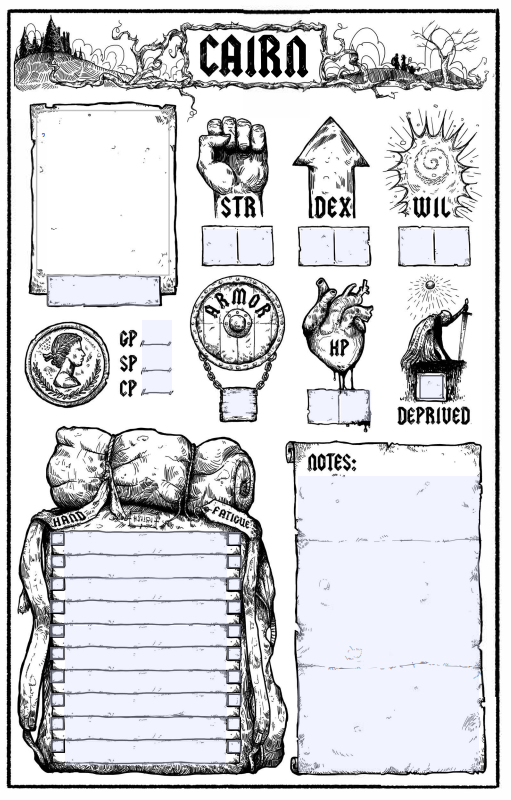 CAIRN
STR
DEX
WIL
GP
SP
CP
ARMOR
HP
DEPRIVED
HAND
FATIGUE
NOTES: